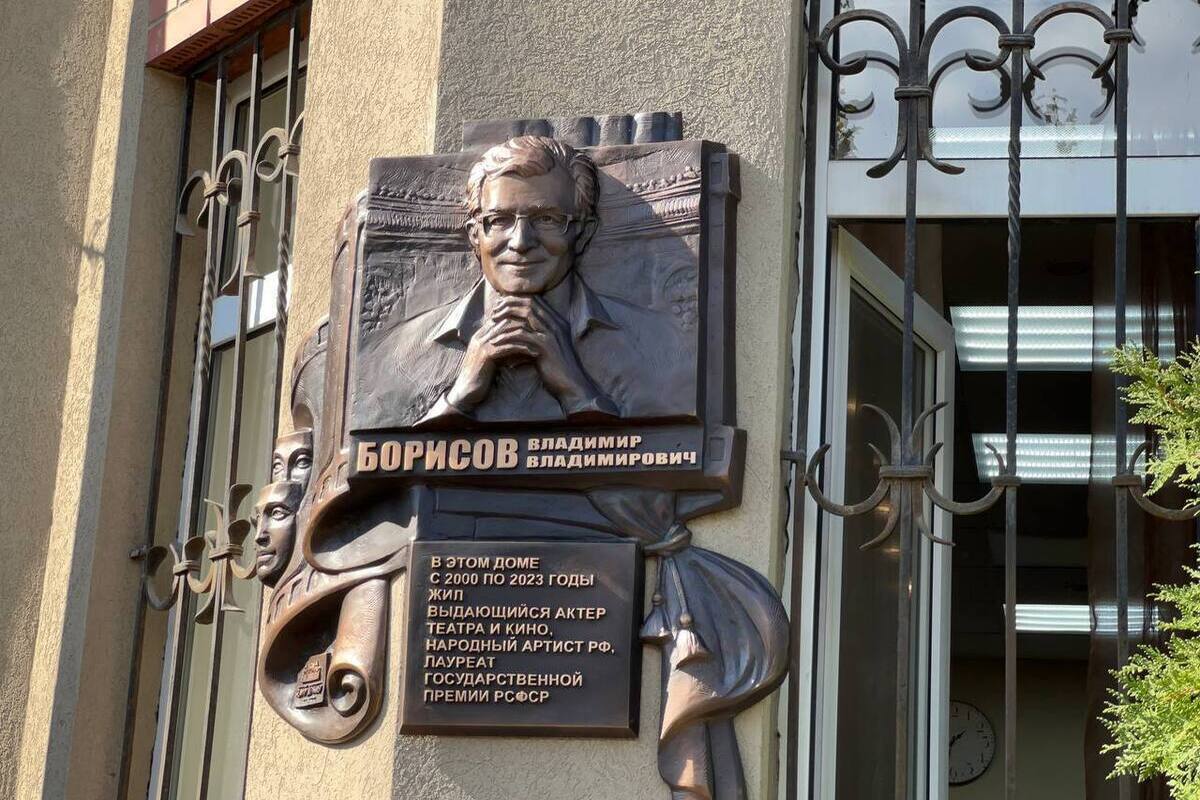 БОРИСОВ ВЛАДИМИР
ВЛАДИМИРОВИЧ
В ЭТОМ ДОМЕ
С 2000 ПО 2023 ГОДЫ
ЖИЛ
ВЫДАЮЩИЙСЯ АКТЕР
ТЕАТРА И КИНО,
НАРОДНЫЙ АРТИСТ РФ,
ЛАУРЕАТ
ГОСУДАРСТВЕННОЙ
ПРЕМИИ РСФСР